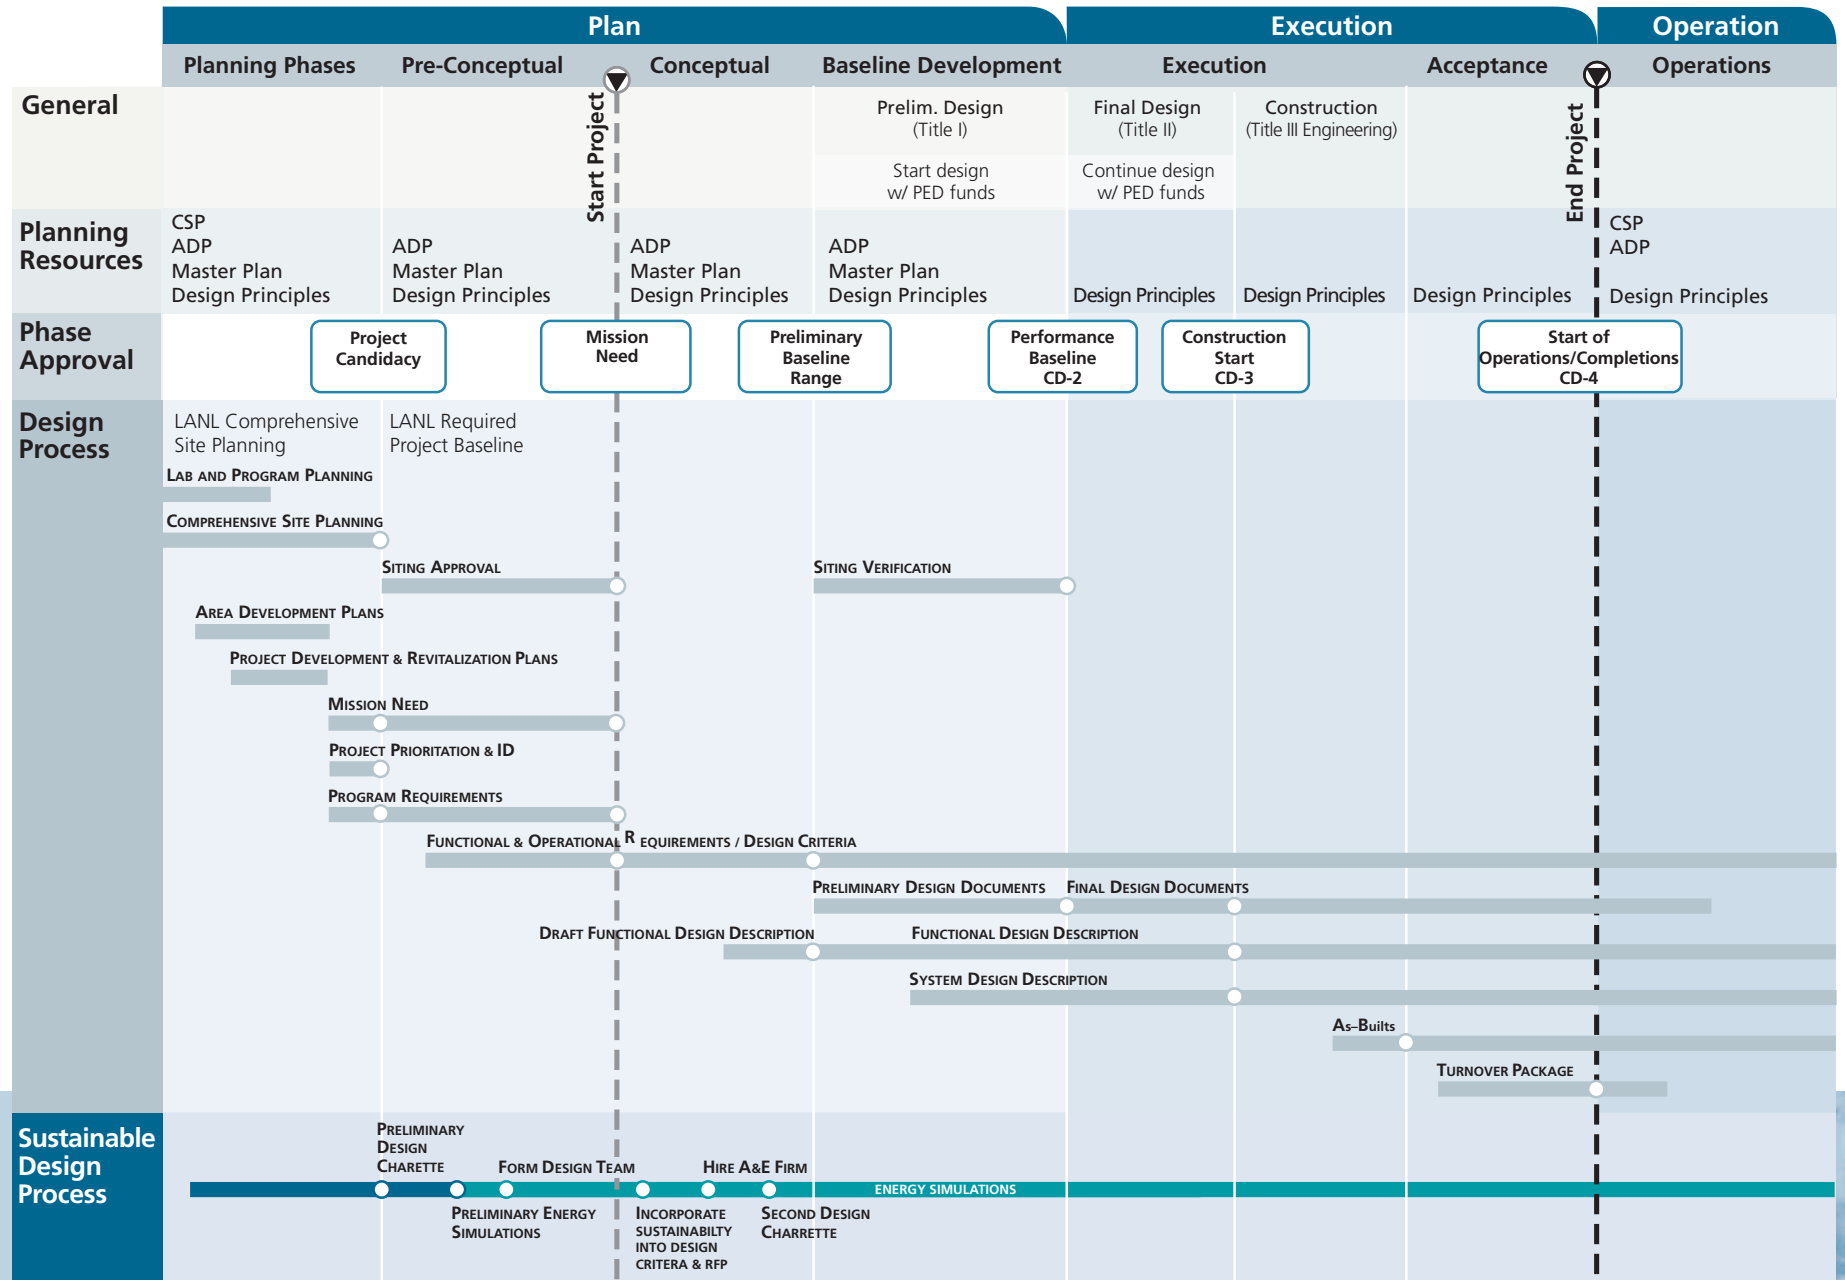 Plan
Execution
Operation
Planning Phases
Pre-Conceptual
Conceptual
Baseline Development
Execution
Acceptance
Operations
General
Start Project
Prelim. Design
(Title I)
Start design
w/ PED funds
Final Design
(Title II)
Continue design
w/ PED funds
Construction
(Title III Engineering)
End Project
Planning
Resources
CSP
ADP
Master Plan
Design Principles
ADP
Master Plan
Design Principles
ADP
Master Plan
Design Principles
ADP
Master Plan
Design Principles
Design Principles
Design Principles
Design Principles
CSP
ADP
Design Principles
Phase
Approval
Project
Candidacy
Mission
Need
Preliminary
Baseline
Range
Performance
Baseline
CD-2
Construction
Start
CD-3
Start of
Operations/Completions
CD-4
Design
Process
LANL Comprehensive
Site Planning
LANL Required
Project Baseline
LAB AND PROGRAM PLANNING
COMPREHENSIVE SITE PLANNING
SITING APPROVAL
SITING VERIFICATION
AREA DEVELOPMENT PLANS
PROJECT DEVELOPMENT & REVITALIZATION PLANS
MISSION NEED
PROJECT PRIORITATION & ID
PROGRAM REQUIREMENTS
FUNCTIONAL & OPERATIONAL R EQUIREMENTS / DESIGN CRITERIA
PRELIMINARY DESIGN DOCUMENTS
FINAL DESIGN DOCUMENTS
DRAFT FUNCTIONAL DESIGN DESCRIPTION
FUNCTIONAL DESIGN DESCRIPTION
SYSTEM DESIGN DESCRIPTION
As–Builts
TURNOVER PACKAGE
Sustainable
Design
Process
PRELIMINARY
DESIGN
CHARETTE
FORM DESIGN TEAM
HIRE A&E FIRM
ENERGY SIMULATIONS
PRELIMINARY ENERGY
SIMULATIONS
INCORPORATE
SUSTAINABILTY
INTO DESIGN
CRITERA & RFP
SECOND DESIGN
CHARRETTE